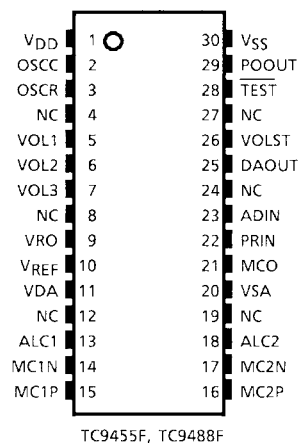 VDD 1 30 VSS
OSCC 2 29 POOUT
OSCR 3 28 TEST
NC 4 27 NC
VOL1 5 26 VOLST
VOL2 6 25 DAOUT
VOL3 7 24 NC
NC 8 23 ADIN
VRO 9 22 PRIN
VREF 10 21 MCO
VDA 11 20 VSA
NC 12 19 NC
ALC1 13 18 ALC2
MC1N 14 17 MC2N
MC1P 15 16 MC2P
TC9455F, TC9488F